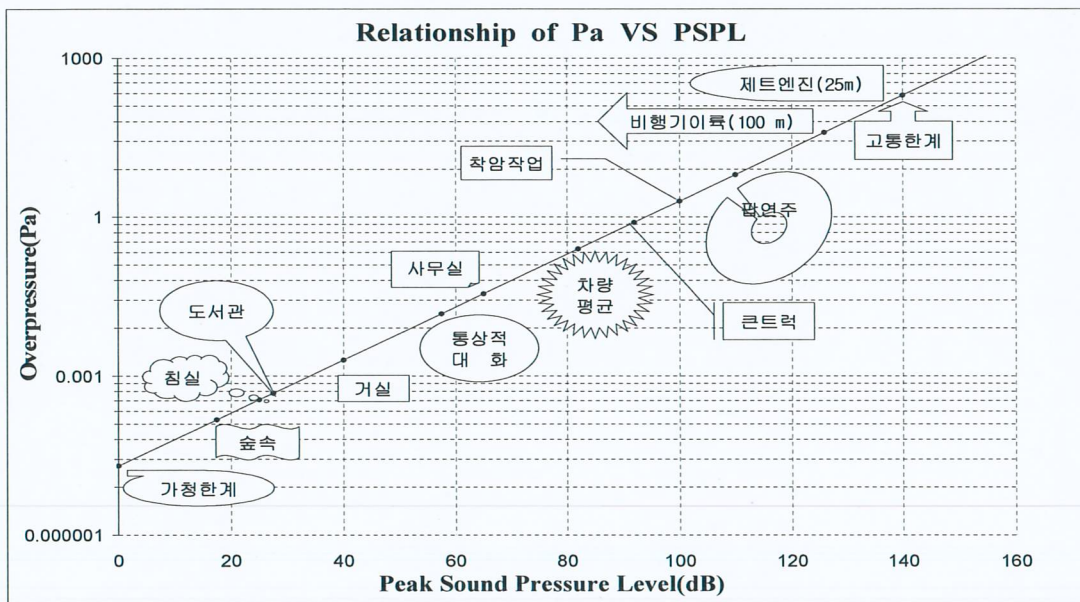 Relationship of Pa VS PSPL
1000
제트엔진(25m)
비행기이륙(100 m)
고통한계
착암작업
팝연주
1
Overpressure(Pa)
사무실
차량
평균
도서관
큰트럭
통상적
대 화
0.001
침실
거실
숲속
가청한계
0.000001
0 20 40 60 80 100 120 140 160
Peak Sound Pressure Level(dB)